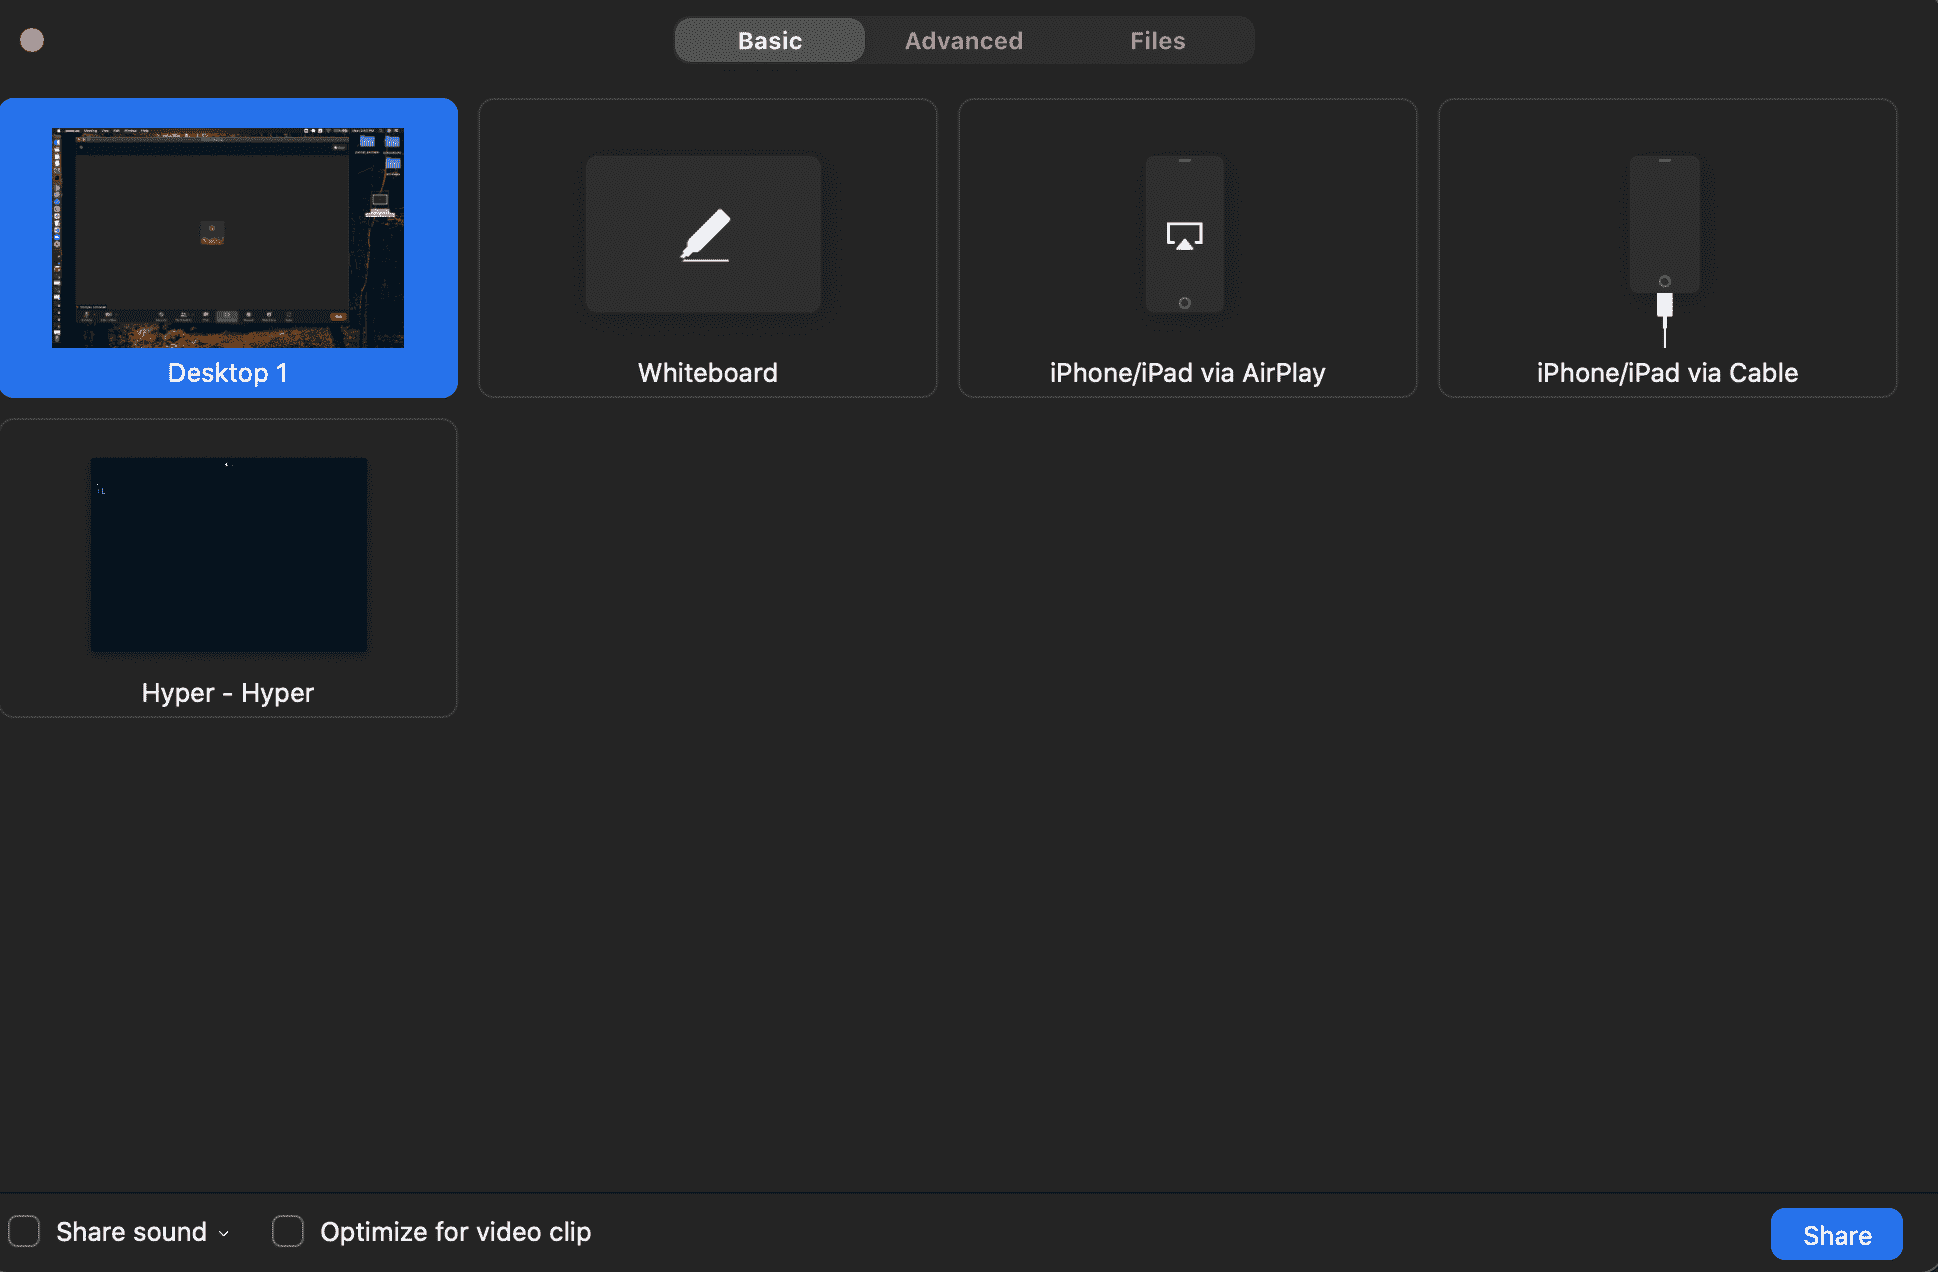 Basic
Advanced
Files
Desktop 1
Whiteboard
iPhone/iPad via AirPlay
iPhone/iPad via Cable
Hyper - Hyper
Share sound
Optimize for video clip
Share